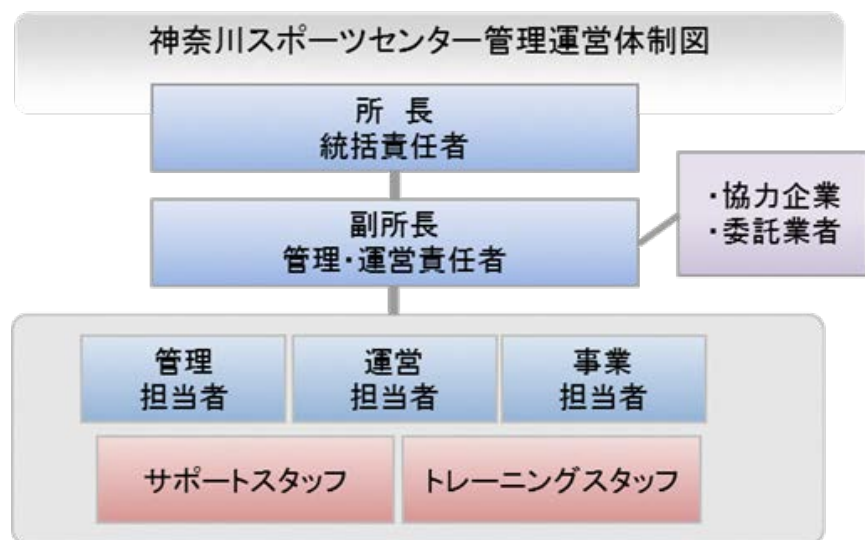 神奈川スポーツセンター管理運営体制図
所 長
統括責任者
副所長
管理・運営責任者
・協力企業
・委託業者
管理
担当者
運営
担当者
事業
担当者
サポートスタッフ
トレーニングスタッフ